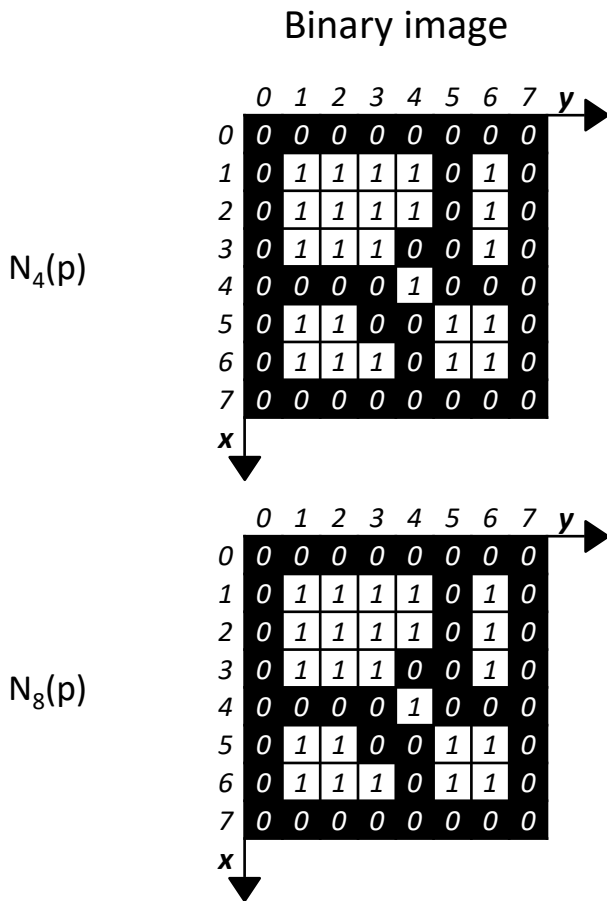 Binary image
0 1 2 3 4 5 6 7 y
0 0 0 0 0 0 0 0 0
1 0 1 1 1 1 0 1 0
2 0 1 1 1 1 0 1 0
3 0 1 1 1 0 0 1 0
N₄(p)
4 0 0 0 0 1 0 0 0
5 0 1 1 0 0 1 1 0
6 0 1 1 1 0 1 1 0
7 0 0 0 0 0 0 0 0
x
0 1 2 3 4 5 6 7 y
0 0 0 0 0 0 0 0 0
1 0 1 1 1 1 0 1 0
2 0 1 1 1 1 0 1 0
3 0 1 1 1 0 0 1 0
N₈(p)
4 0 0 0 0 1 0 0 0
5 0 1 1 0 0 1 1 0
6 0 1 1 1 0 1 1 0
7 0 0 0 0 0 0 0 0
x